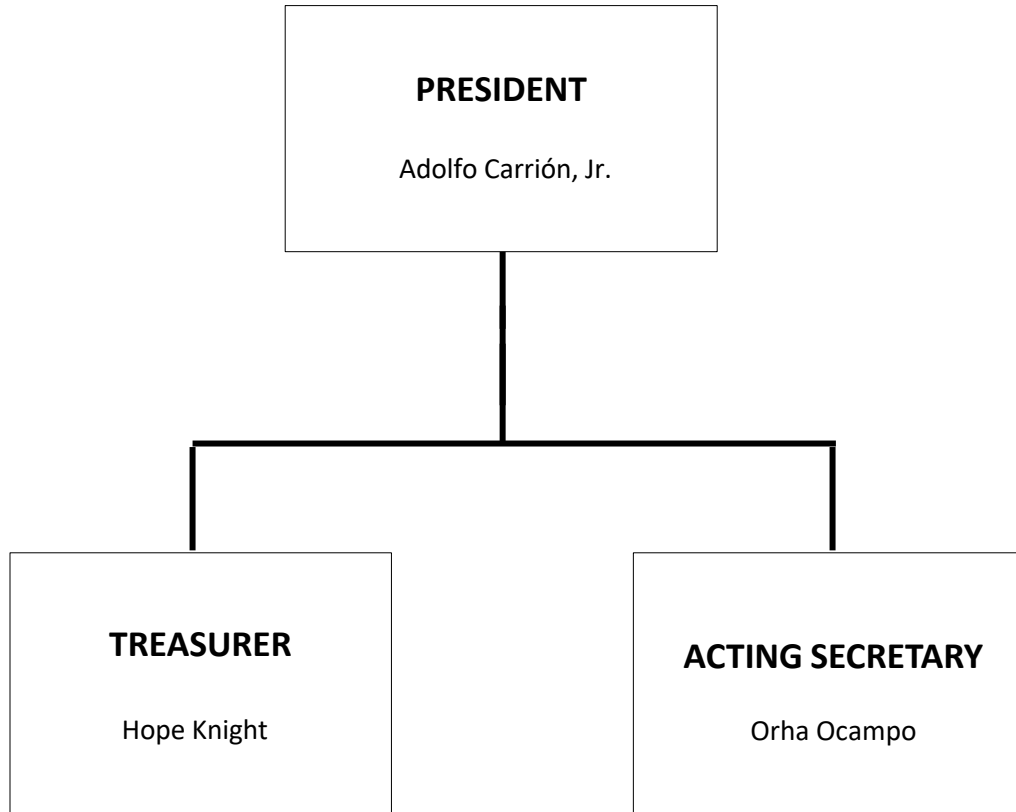 PRESIDENT
Adolfo Carrión, Jr.
TREASURER
Hope Knight
ACTING SECRETARY
Orha Ocampo